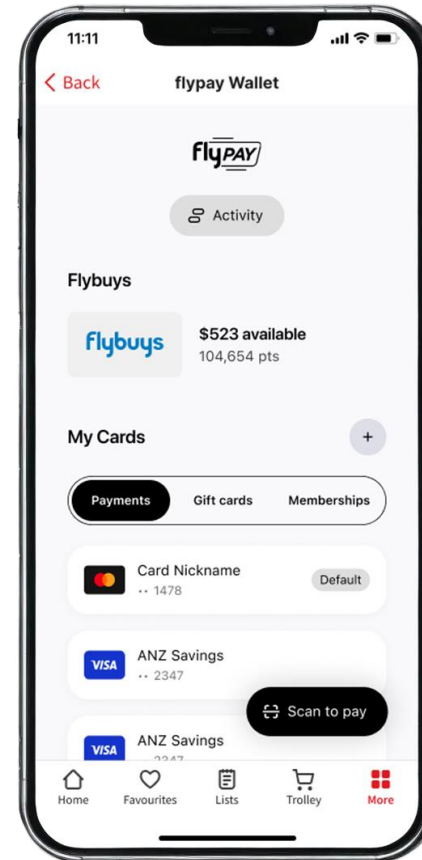 11:11
Back
flypay Wallet
flyPAY
Activity
Flybuys
flybuys
$523 available
104,654 pts
My Cards
+
Payments
Gift cards
Memberships
Card Nickname
•• 1478
Default
VISA
ANZ Savings
•• 2347
Scan to pay
VISA
ANZ Savings
Home
Favourites
Lists
Trolley
More